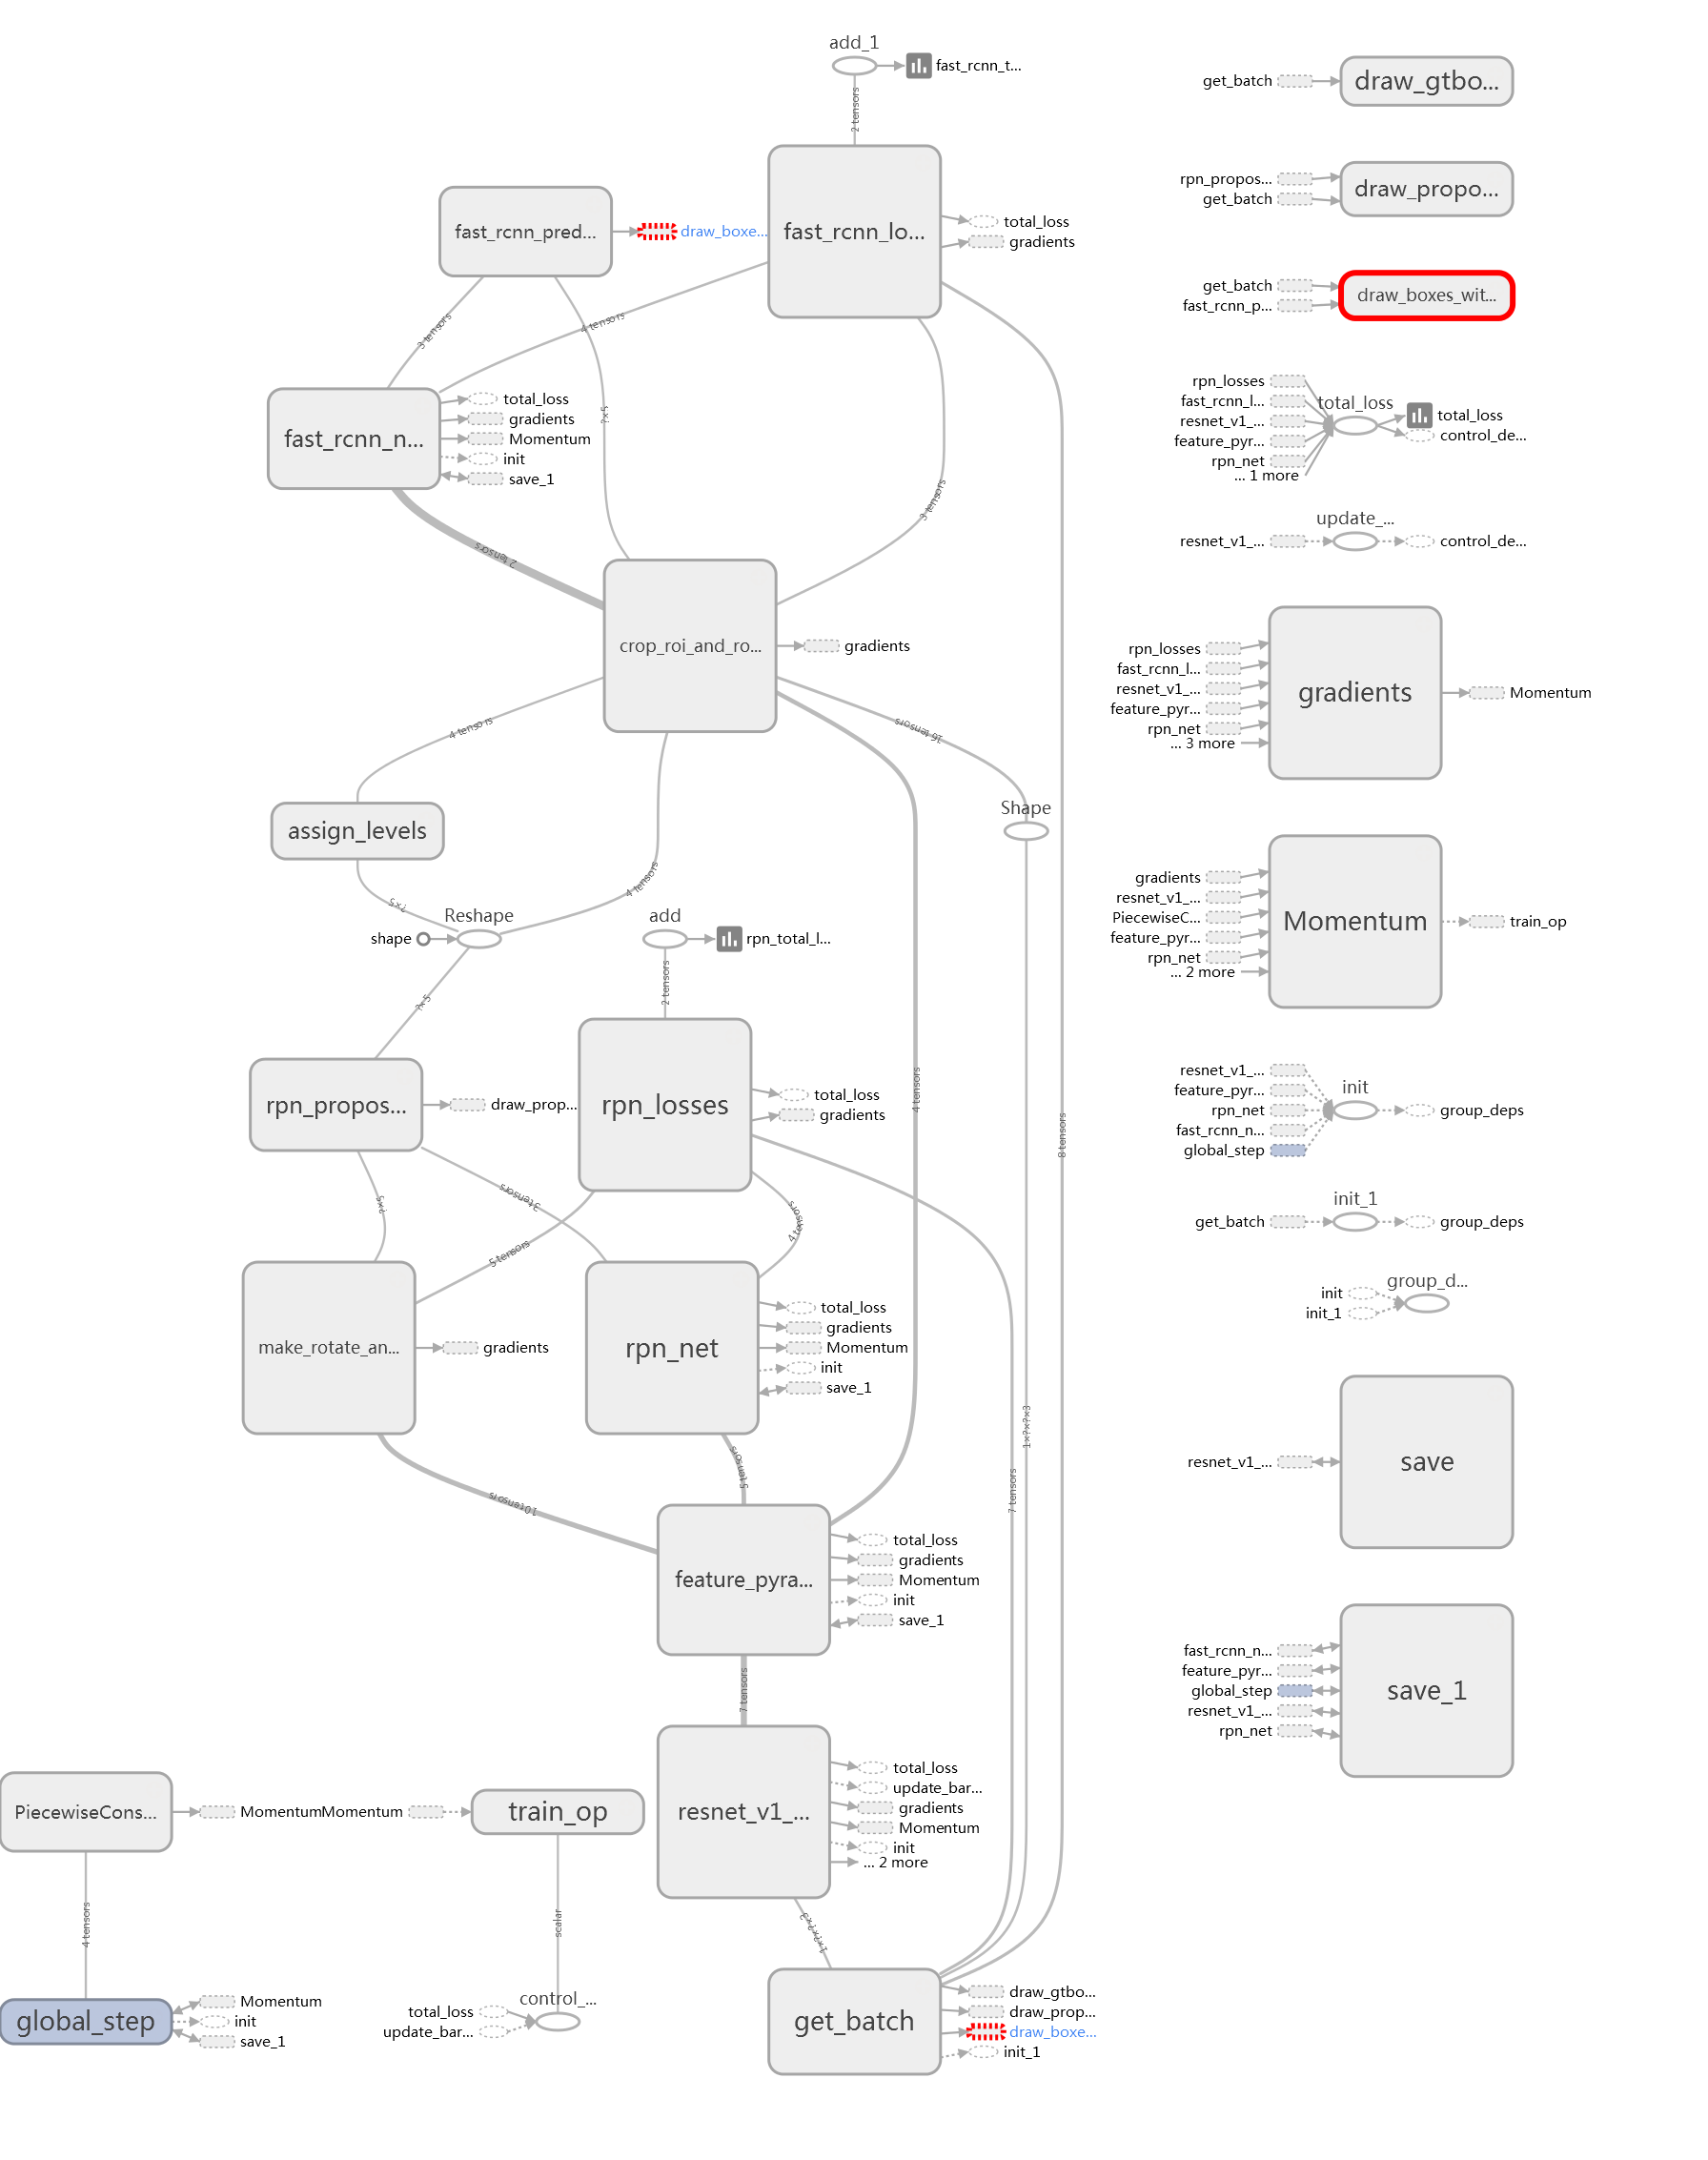 add_1
fast_rcnn_t...
2 tensors
fast_rcnn_pred...
draw_boxe...
fast_rcnn_lo...
total_loss
gradients
3 tensors
4 tensors
?×5
fast_rcnn_n...
total_loss
gradients
Momentum
init
save_1
3 tensors
2 tensors
crop_roi_and_ro...
gradients
4 tensors
16 tensors
Shape
assign_levels
4 tensors
?×5
Reshape
shape
add
rpn_total_l...
2 tensors
?×5
rpn_propos...
draw_prop...
rpn_losses
total_loss
gradients
4 tensors
8 tensors
?×5
3 tensors
5 tensors
4 tensors
make_rotate_an...
gradients
rpn_net
total_loss
gradients
Momentum
init
save_1
1×?×?×3
7 tensors
10 tensors
5 tensors
feature_pyra...
total_loss
gradients
Momentum
init
save_1
7 tensors
resnet_v1_...
total_loss
update_bar...
gradients
Momentum
init
... 2 more
PiecewiseCons...
Momentum
Momentum
train_op
4 tensors
scalar
1×?×?×3
global_step
Momentum
init
save_1
total_loss
update_bar...
control_...
get_batch
draw_gtbo...
draw_prop...
draw_boxe...
init_1
get_batch
draw_gtbo...
rpn_propos...
get_batch
draw_propo...
get_batch
fast_rcnn_p...
draw_boxes_wit...
rpn_losses
fast_rcnn_l...
resnet_v1_...
feature_pyr...
rpn_net
... 1 more
total_loss
total_loss
control_de...
update_...
resnet_v1_...
control_de...
rpn_losses
fast_rcnn_l...
resnet_v1_...
feature_pyr...
rpn_net
... 3 more
gradients
Momentum
gradients
resnet_v1_...
PiecewiseC...
feature_pyr...
rpn_net
... 2 more
Momentum
train_op
resnet_v1_...
feature_pyr...
rpn_net
fast_rcnn_n...
global_step
init
group_deps
init_1
get_batch
group_deps
group_d...
init
init_1
resnet_v1_...
save
fast_rcnn_n...
feature_pyr...
global_step
resnet_v1_...
rpn_net
save_1